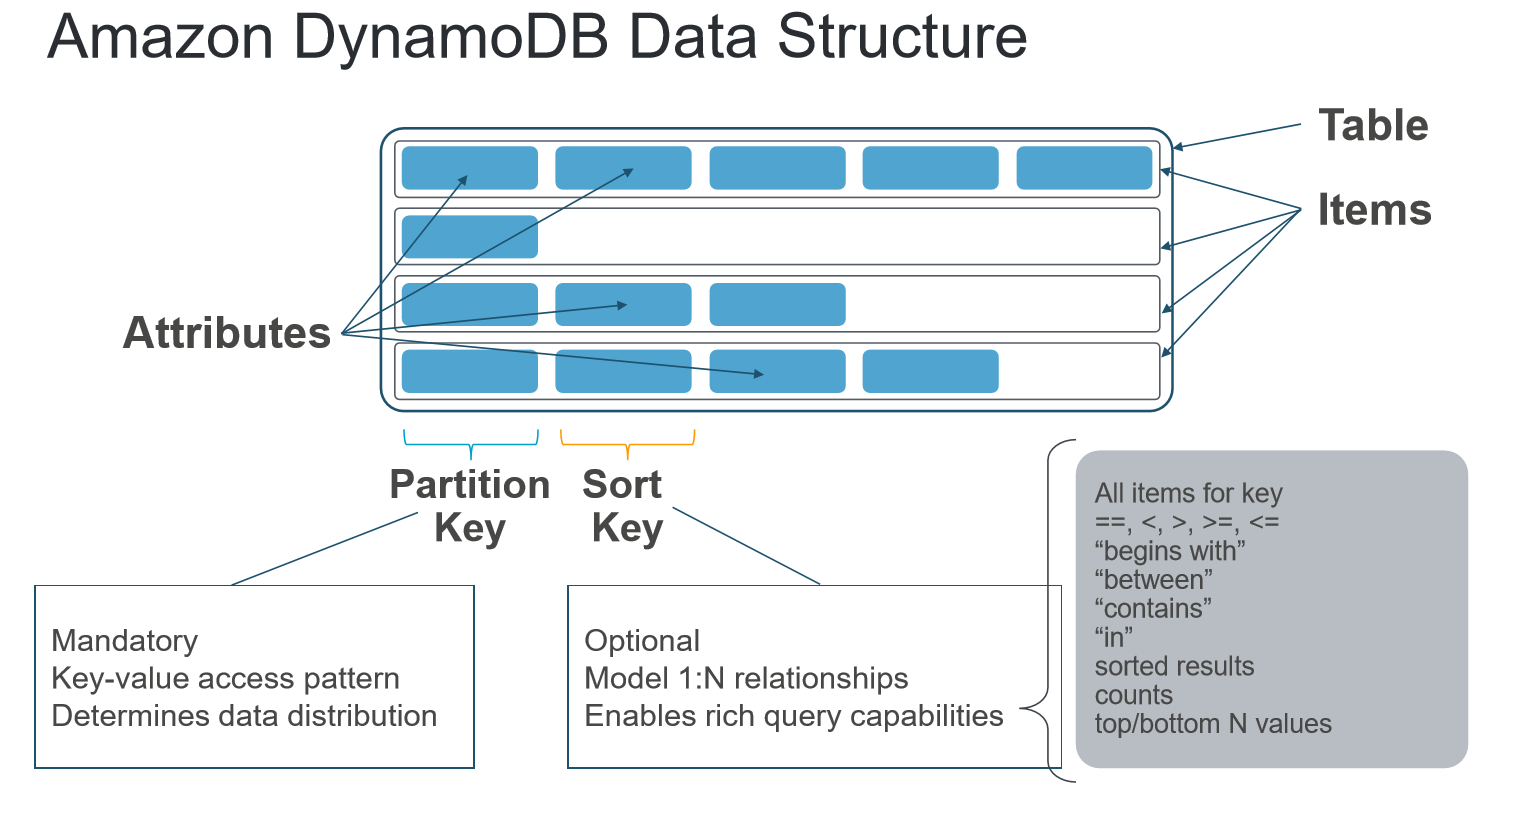 Amazon DynamoDB Data Structure
Table
Items
Attributes
Partition
Key
Sort
Key
Mandatory
Key-value access pattern
Determines data distribution
Optional
Model 1:N relationships
Enables rich query capabilities
All items for key
==, <, >, >=, <=
“begins with”
“between”
“contains”
“in”
sorted results
counts
top/bottom N values